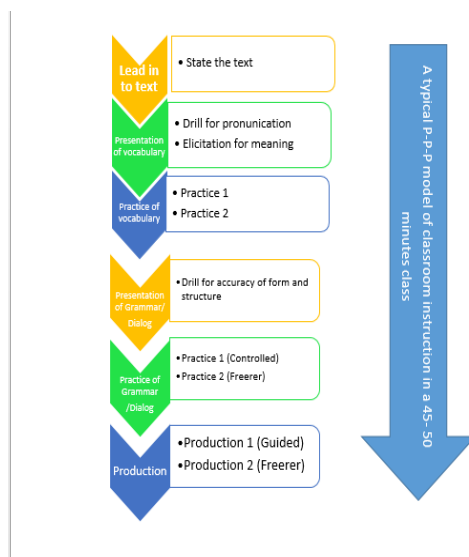 Lead in
to text
• State the text
Presentation
of vocabulary
• Drill for pronunication
• Elicitation for meaning
Practice of
vocabulary
• Practice 1
• Practice 2
Presentation
of Grammar/
Dialog
• Drill for accuracy of form and
structure
Practice of
Grammar
/Dialog
• Practice 1 (Controlled)
• Practice 2 (Freerer)
Production
• Production 1 (Guided)
• Production 2 (Freerer)
A typical P-P-P model of classroom instruction in a 45- 50
minutes class